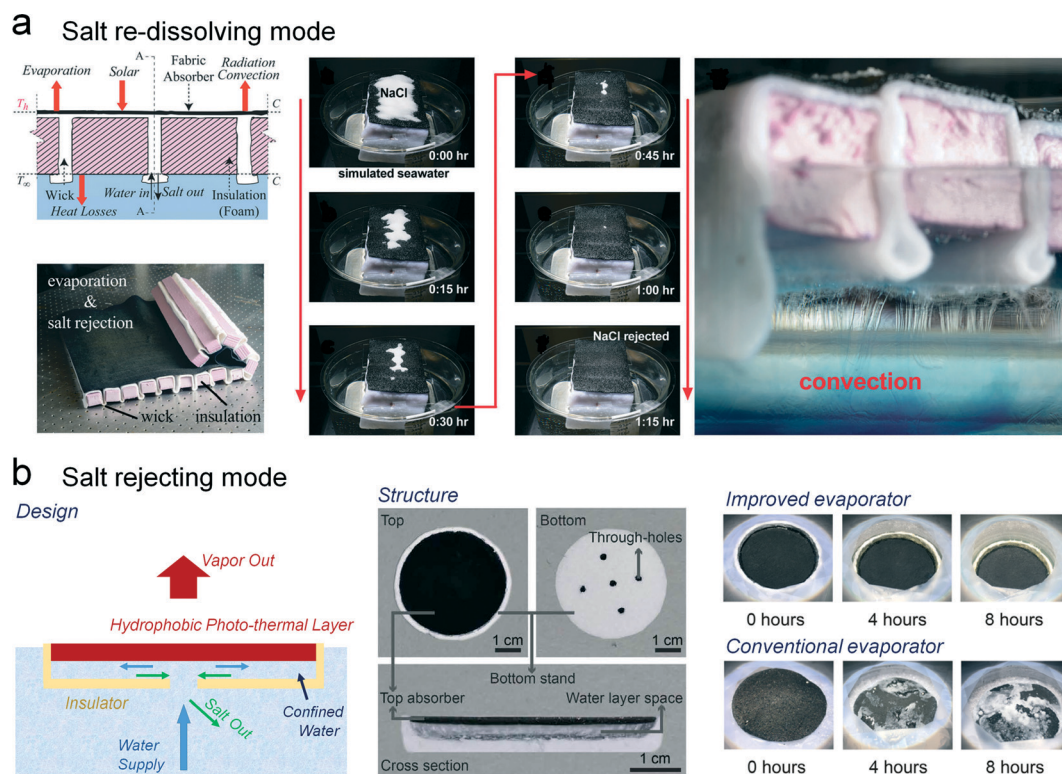 a Salt re-dissolving mode
Evaporation
Solar
Fabric
Absorber
Radiation
Convection
A
Th
C
T∞
C
Wick
Water in
Salt out
Insulation
(Foam)
Heat Losses
A
evaporation
&
salt rejection
wick
insulation
NaCl
0:00 hr
simulated seawater
0:15 hr
0:30 hr
0:45 hr
1:00 hr
NaCl rejected
1:15 hr
convection
b Salt rejecting mode
Design
Vapor Out
Hydrophobic Photo-thermal Layer
Insulator
Salt Out
Confined
Water
Water
Supply
Structure
Top
Bottom
Through-holes
1 cm
1 cm
Bottom stand
Top absorber
Water layer space
Cross section
1 cm
Improved evaporator
0 hours
4 hours
8 hours
Conventional evaporator
0 hours
4 hours
8 hours